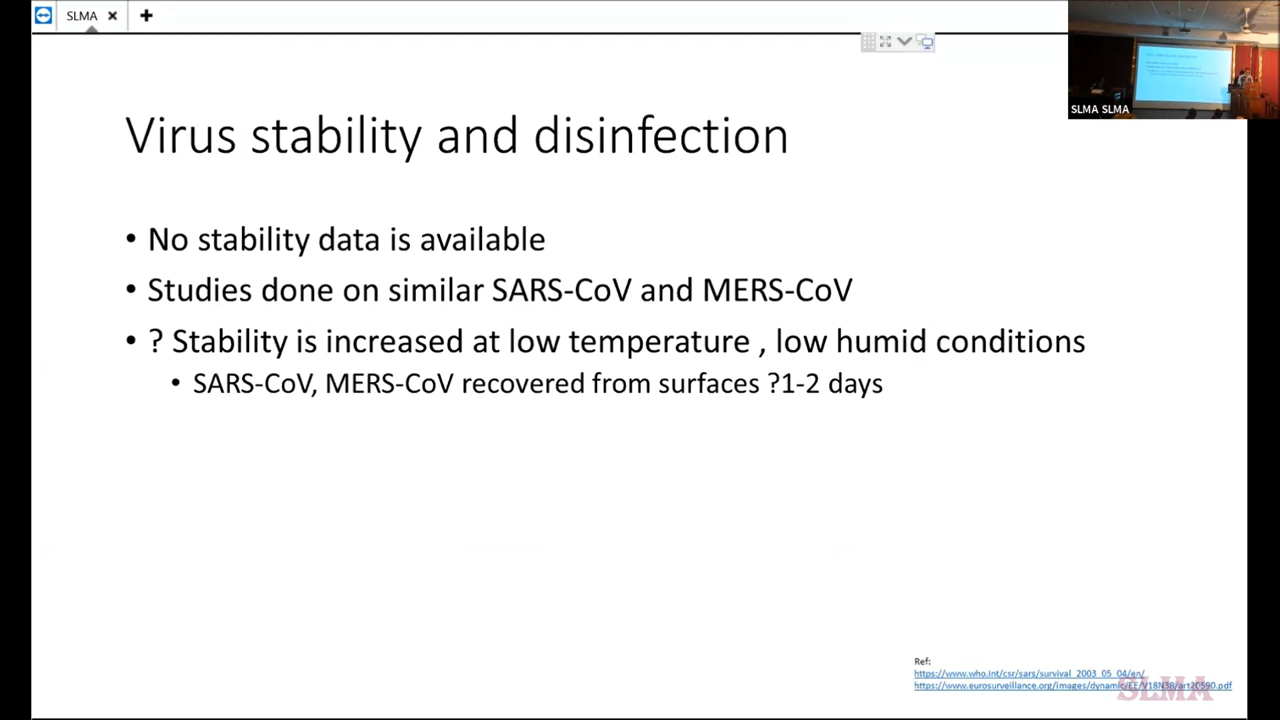 SLMA
SLMA SLMA
Virus stability and disinfection
• No stability data is available
• Studies done on similar SARS-CoV and MERS-CoV
• ? Stability is increased at low temperature , low humid conditions
• SARS-CoV, MERS-CoV recovered from surfaces ?1-2 days
Ref:
https://www.who.int/csr/sars/survival_2003_05_04/en/
https://www.eurosurveillance.org/images/dynamic/EE/V18N38/art20590.pdf
SLMA